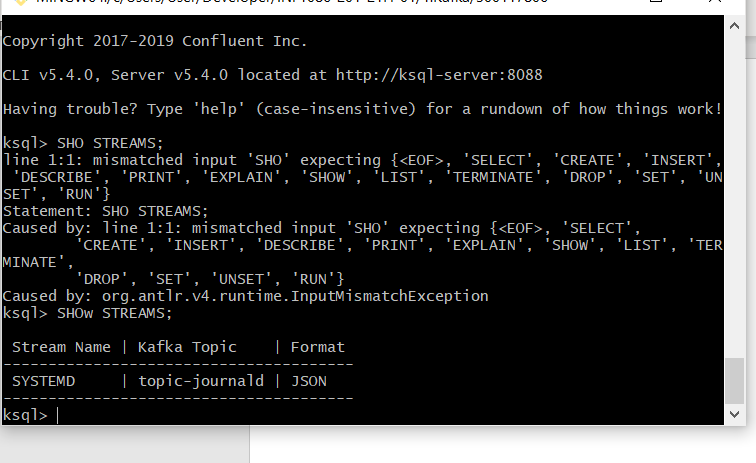 Copyright 2017-2019 Confluent Inc.
CLI v5.4.0, Server v5.4.0 located at http://ksql-server:8088
Having trouble? Type 'help' (case-insensitive) for a rundown of how things work!
ksql> SHO STREAMS;
line 1:1: mismatched input 'SHO' expecting {<EOF>, 'SELECT', 'CREATE', 'INSERT',
 'DESCRIBE', 'PRINT', 'EXPLAIN', 'SHOW', 'LIST', 'TERMINATE', 'DROP', 'SET', 'UN
SET', 'RUN'}
Statement: SHO STREAMS;
Caused by: line 1:1: mismatched input 'SHO' expecting {<EOF>, 'SELECT',
        'CREATE', 'INSERT', 'DESCRIBE', 'PRINT', 'EXPLAIN', 'SHOW', 'LIST', 'TER
MINATE',
        'DROP', 'SET', 'UNSET', 'RUN'}
Caused by: org.antlr.v4.runtime.InputMismatchException
ksql> SHOw STREAMS;
 Stream Name | Kafka Topic    | Format
---------------------------------------
 SYSTEMD     | topic-journald | JSON
---------------------------------------
ksql>